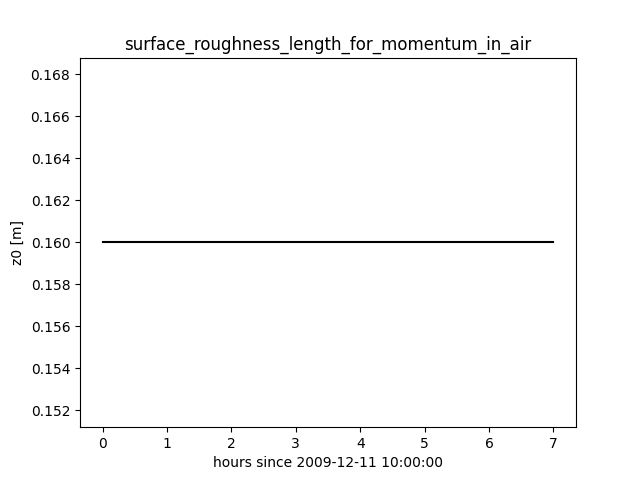 surface_roughness_length_for_momentum_in_air
0.168
0.166
0.164
0.162
0.160
0.158
0.156
0.154
0.152
z0 [m]
0 1 2 3 4 5 6 7
hours since 2009-12-11 10:00:00